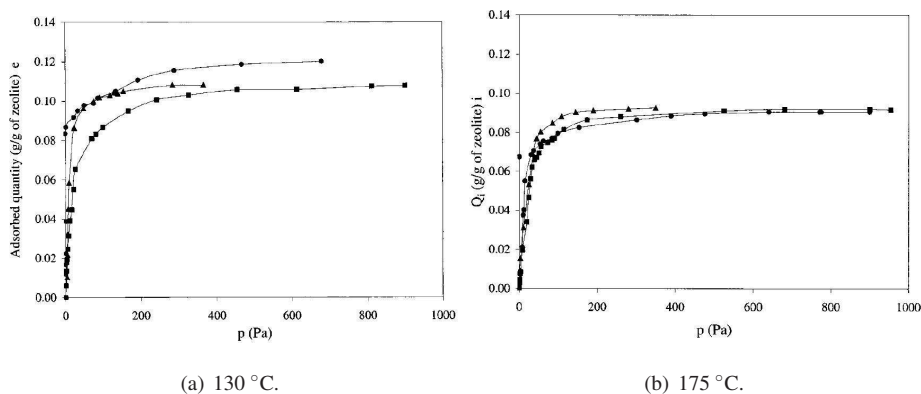 0.14
0.12
0.10
0.08
0.06
0.04
0.02
0.00
Adsorbed quantity (g/g of zeolite) e
0 200 400 600 800 1000
p (Pa)
(a) 130 °C.
0.14
0.12
0.10
0.08
0.06
0.04
0.02
0.00
Qi (g/g of zeolite) i
0 200 400 600 800 1000
p (Pa)
(b) 175 °C.